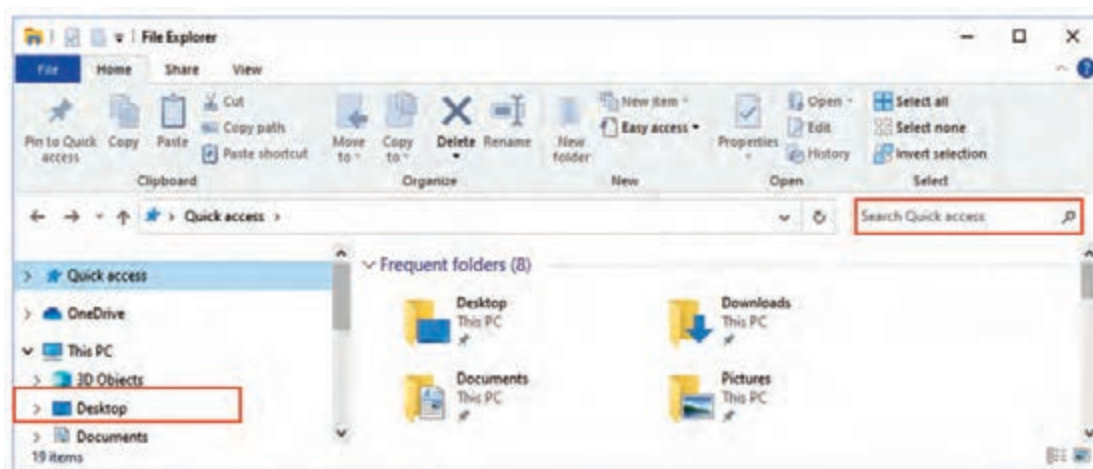 File Explorer
File Home Share View
Pin to Quick access
Copy
Paste
Cut
Copy path
Paste shortcut
Clipboard
Move to
Copy to
Delete
Rename
Organize
New folder
New item
Easy access
New
Properties
Open
Edit
History
Open
Select all
Select none
Invert selection
Select
Quick access
Search Quick access
Quick access
OneDrive
This PC
3D Objects
Desktop
Documents
19 items
Frequent folders (8)
Desktop
This PC
Downloads
This PC
Documents
This PC
Pictures
This PC